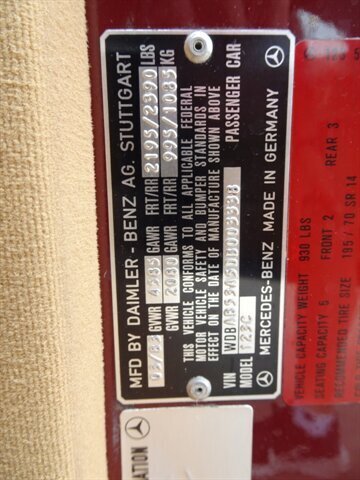 MFD BY DAIMLER-BENZ AG. STUTTGART
GVWR 4585 GAWR FRT/RR 2195/2390 LBS
GVWR 2080 GAWR FRT/RR 995/1085 KG
THIS VEHICLE CONFORMS TO ALL APPLICABLE FEDERAL
MOTOR VEHICLE SAFETY AND BUMPER STANDARDS IN
EFFECT ON THE DATE OF MANUFACTURE SHOWN ABOVE
VIN PASSENGER CAR
MODEL 123C
MERCEDES-BENZ MADE IN GERMANY
VEHICLE CAPACITY WEIGHT 930 LBS
SEATING CAPACITY 5 FRONT 2 REAR 3
RECOMMENDED TIRE SIZE 195/70 SR 14